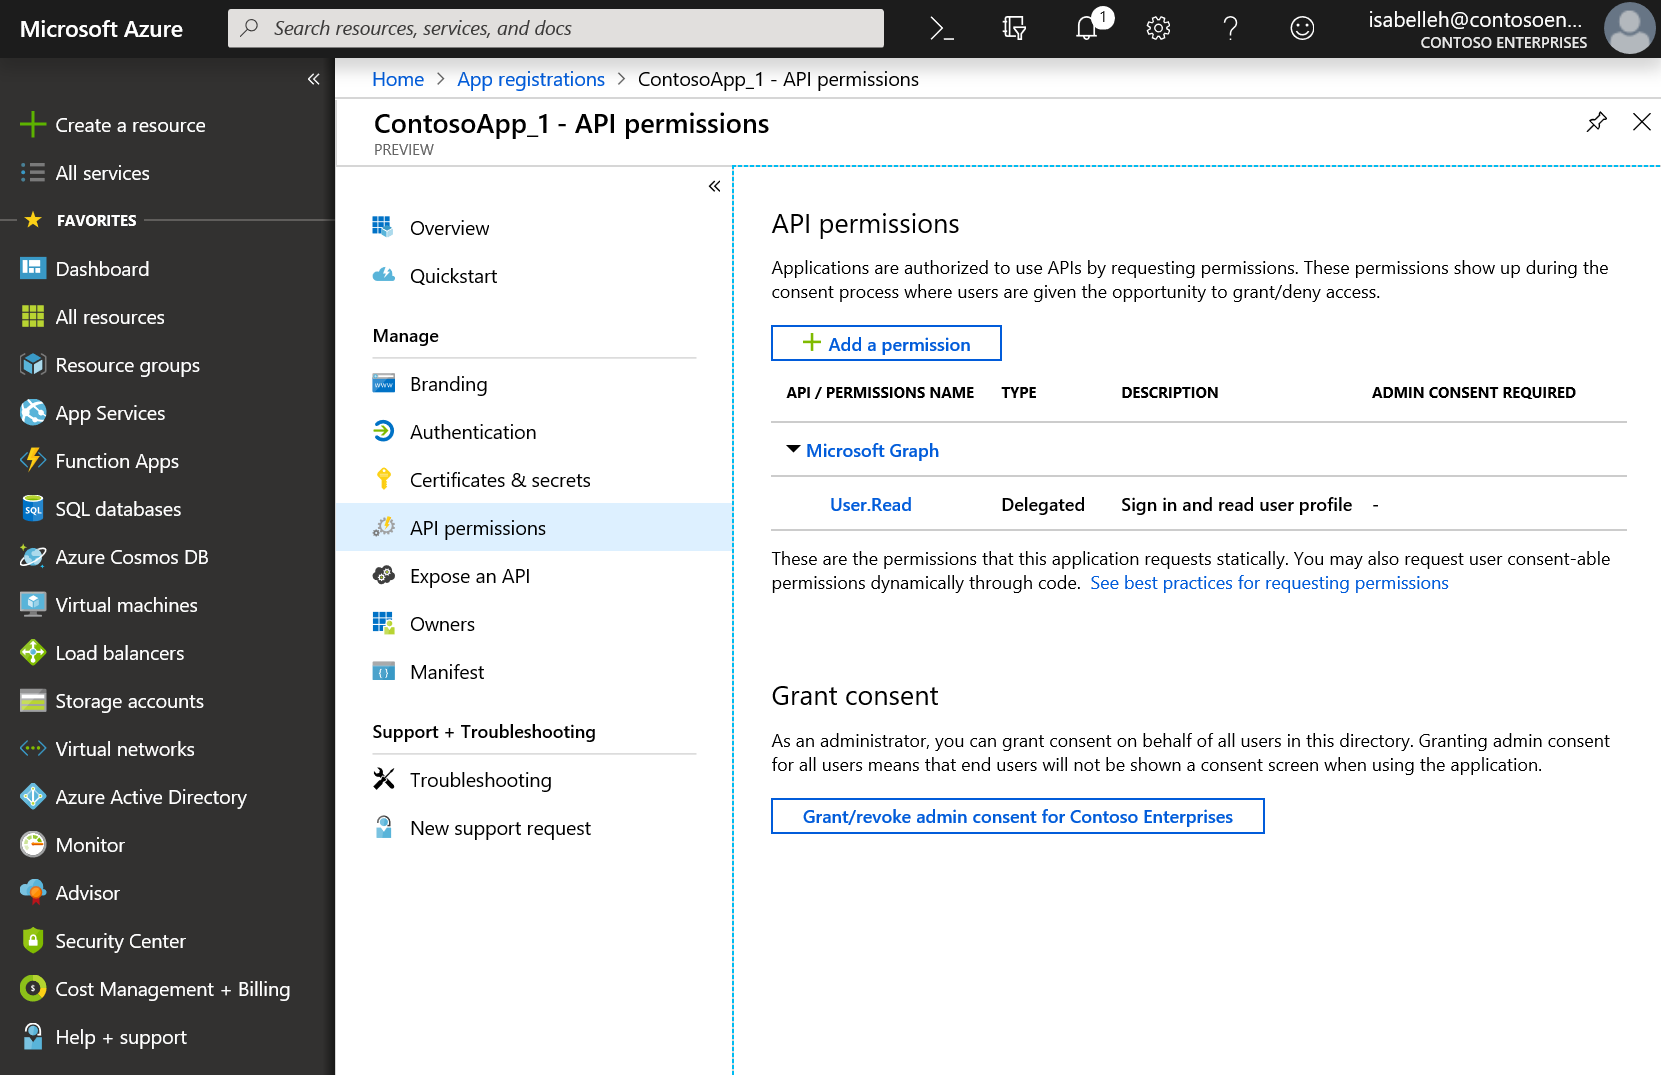 Microsoft Azure
Search resources, services, and docs
1
isabelleh@contosoen...
CONTOSO ENTERPRISES
Home > App registrations > ContosoApp_1 - API permissions
ContosoApp_1 - API permissions
PREVIEW
Create a resource
All services
FAVORITES
Dashboard
All resources
Resource groups
App Services
Function Apps
SQL databases
Azure Cosmos DB
Virtual machines
Load balancers
Storage accounts
Virtual networks
Azure Active Directory
Monitor
Advisor
Security Center
Cost Management + Billing
Help + support
Overview
Quickstart
Manage
Branding
Authentication
Certificates & secrets
API permissions
Expose an API
Owners
Manifest
Support + Troubleshooting
Troubleshooting
New support request
API permissions
Applications are authorized to use APIs by requesting permissions. These permissions show up during the
consent process where users are given the opportunity to grant/deny access.
Add a permission
API / PERMISSIONS NAME TYPE DESCRIPTION ADMIN CONSENT REQUIRED
Microsoft Graph
User.Read Delegated Sign in and read user profile -
These are the permissions that this application requests statically. You may also request user consent-able
permissions dynamically through code. See best practices for requesting permissions
Grant consent
As an administrator, you can grant consent on behalf of all users in this directory. Granting admin consent
for all users means that end users will not be shown a consent screen when using the application.
Grant/revoke admin consent for Contoso Enterprises